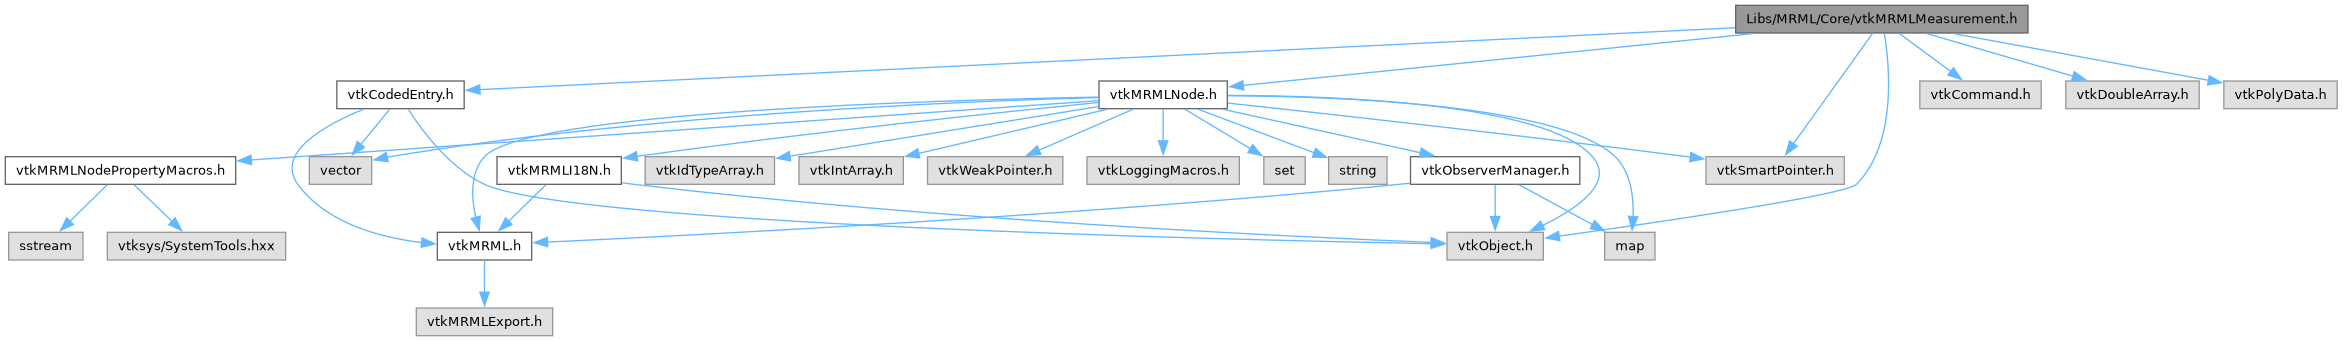 Libs/MRML/Core/vtkMRMLMeasurement.h
vtkCodedEntry.h
vtkMRMLNode.h
vtkCommand.h
vtkDoubleArray.h
vtkPolyData.h
vtkMRMLNodePropertyMacros.h
vector
vtkMRMLI18N.h
vtkIdTypeArray.h
vtkIntArray.h
vtkWeakPointer.h
vtkLoggingMacros.h
set
string
vtkObserverManager.h
vtkSmartPointer.h
sstream
vtksys/SystemTools.hxx
vtkMRML.h
vtkObject.h
map
vtkMRMLExport.h